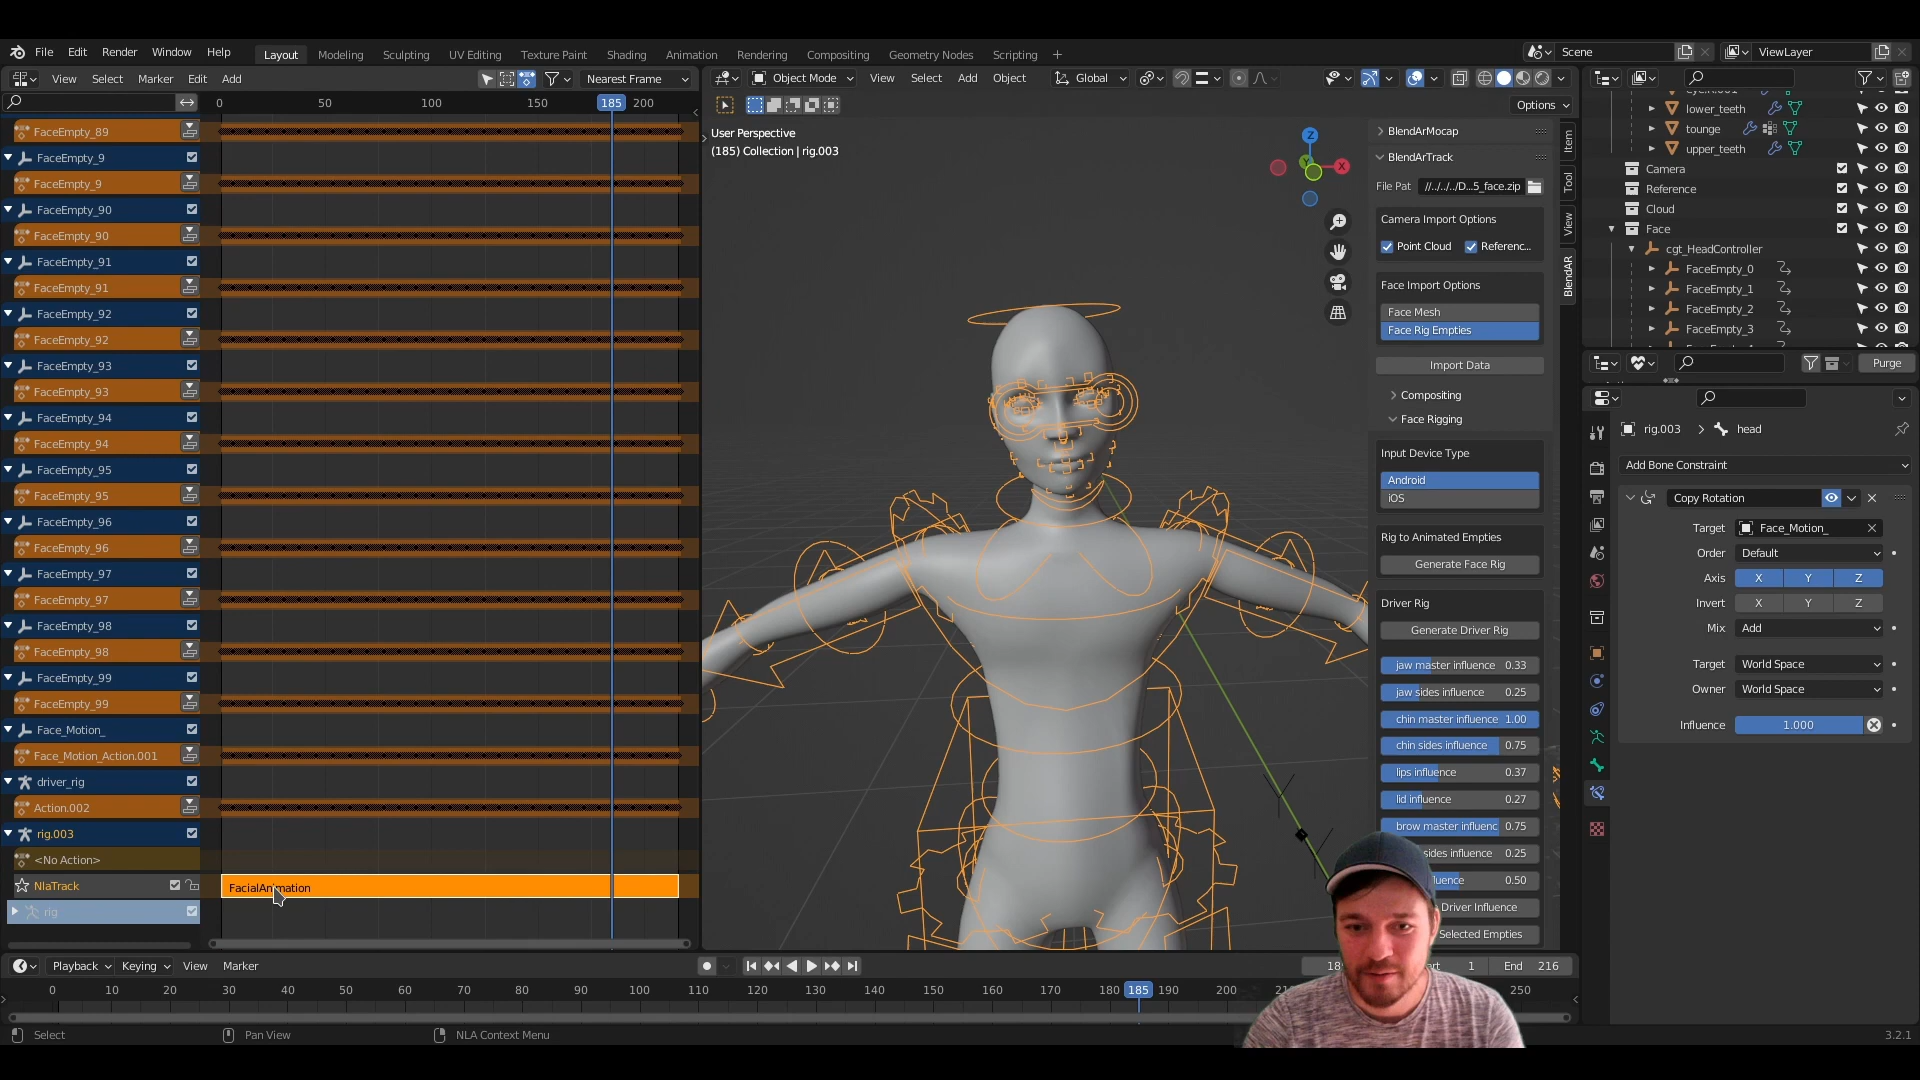 File Edit Render Window Help Layout Modeling Sculpting UV Editing Texture Paint Shading Animation Rendering Compositing Geometry Nodes Scripting + Scene ViewLayer
View Select Marker Edit Add Nearest Frame
Object Mode View Select Add Object Global
0 50 100 150 185 200
Options
FaceEmpty_89
FaceEmpty_9
FaceEmpty_9
FaceEmpty_90
FaceEmpty_90
FaceEmpty_91
FaceEmpty_91
FaceEmpty_92
FaceEmpty_92
FaceEmpty_93
FaceEmpty_93
FaceEmpty_94
FaceEmpty_94
FaceEmpty_95
FaceEmpty_95
FaceEmpty_96
FaceEmpty_96
FaceEmpty_97
FaceEmpty_97
FaceEmpty_98
FaceEmpty_98
FaceEmpty_99
FaceEmpty_99
Face_Motion_
Face_Motion_Action.001
driver_rig
Action.002
rig.003
<No Action>
NlaTrack
FacialAnimation
rig
User Perspective
(185) Collection | rig.003
Z
X
BlendArMocap
BlendArTrack
File Pat //../../../D...5_face.zip
Camera Import Options
Point Cloud Referenc...
Face Import Options
Face Mesh
Face Rig Empties
Import Data
Compositing
Face Rigging
Input Device Type
Android
iOS
Rig to Animated Empties
Generate Face Rig
Driver Rig
Generate Driver Rig
jaw master influence 0.33
jaw sides influence 0.25
chin master influence 1.00
chin sides influence 0.75
lips influence 0.37
lid influence 0.27
brow master influenc 0.75
sides influence 0.25
luence 0.50
Driver Influence
Selected Empties
Item
Tool
View
BlendAR
lower_teeth
tounge
upper_teeth
Camera
Reference
Cloud
Face
cgt_HeadController
FaceEmpty_0
FaceEmpty_1
FaceEmpty_2
FaceEmpty_3
Purge
rig.003 > head
Add Bone Constraint
Copy Rotation
Target Face_Motion_
Order Default
Axis X Y Z
Invert X Y Z
Mix Add
Target World Space
Owner World Space
Influence 1.000
Playback Keying View Marker
1 End 216
0 10 20 30 40 50 60 70 80 90 100 110 120 130 140 150 160 170 180 185 190 200 250
Select Pan View NLA Context Menu 3.2.1